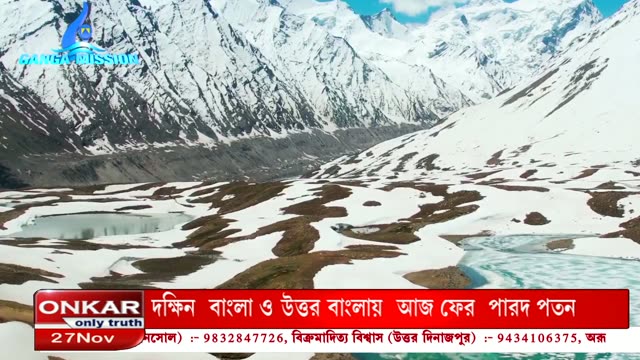 GANGA MISSION
ONKAR
only truth
27Nov
দক্ষিন বাংলা ও উত্তর বাংলায় আজ ফের পারদ পতন
নসোল) :- 9832847726, বিক্রমাদিত্য বিশ্বাস (উত্তর দিনাজপুর) :- 9434106375, অরূ